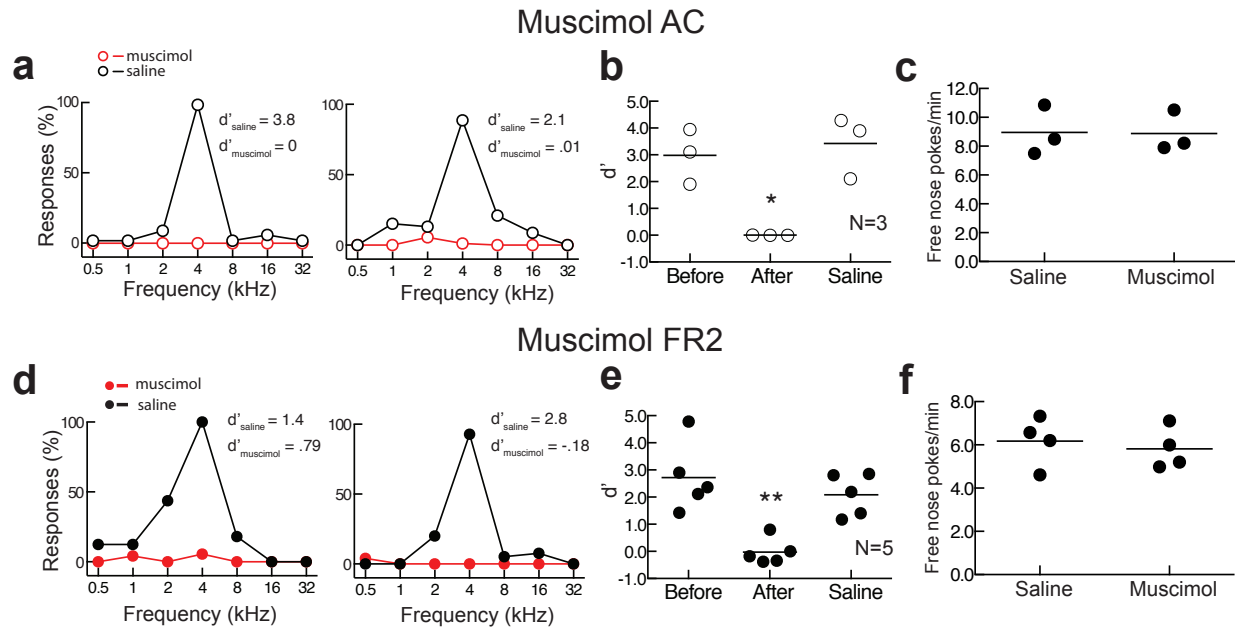 Muscimol AC
a
muscimol
saline
Responses (%)
100
50
0
d'saline = 3.8
d'muscimol = 0
0.5 1 2 4 8 16 32
Frequency (kHz)
100
50
0
d'saline = 2.1
d'muscimol = .01
0.5 1 2 4 8 16 32
Frequency (kHz)
b
d'
5.0
4.0
3.0
2.0
1.0
0.0
-1.0
*
N=3
Before After Saline
c
Free nose pokes/min
12.0
10.0
8.0
6.0
4.0
2.0
0.0
Saline Muscimol
Muscimol FR2
d
muscimol
saline
Responses (%)
100
50
0
d'saline = 1.4
d'muscimol = .79
0.5 1 2 4 8 16 32
Frequency (kHz)
100
50
0
d'saline = 2.8
d'muscimol = -.18
0.5 1 2 4 8 16 32
Frequency (kHz)
e
d'
5.0
4.0
3.0
2.0
1.0
0.0
-1.0
**
N=5
Before After Saline
f
Free nose pokes/min
8.0
6.0
4.0
2.0
0.0
Saline Muscimol